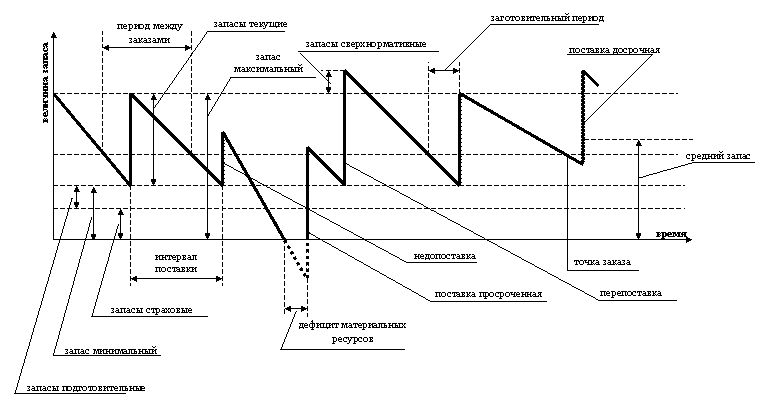 запасы текущие
заготовительный период
период между
заказами
запасы сверхнормативные
поставка досрочная
запас
максимальный
величина запаса
средний запас
время
интервал
поставки
недопоставка
точка заказа
поставка просроченная
перепоставка
запасы страховые
дефицит материальных
ресурсов
запас минимальный
запасы подготовительные